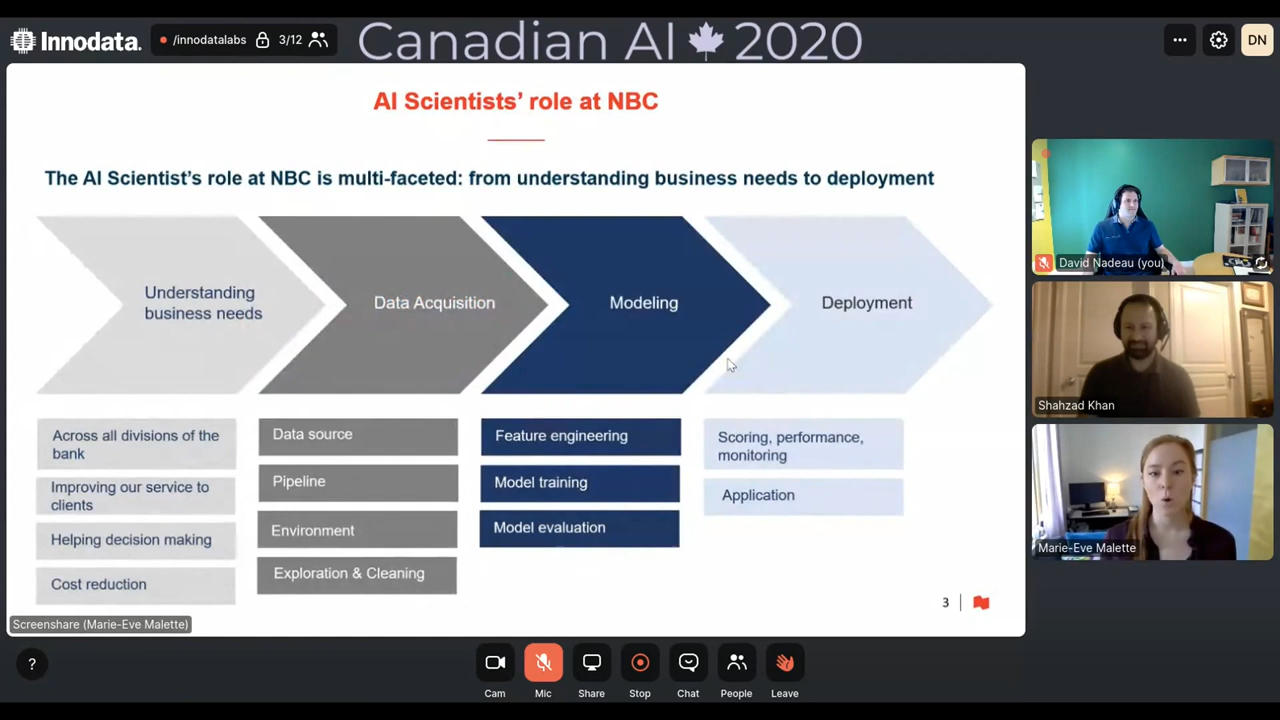 Innodata.
/innodatalabs
3/12
Canadian AI 2020
DN
AI Scientists' role at NBC
The AI Scientist's role at NBC is multi-faceted: from understanding business needs to deployment
Understanding
business needs
Data Acquisition
Modeling
Deployment
Across all divisions of the
bank
Improving our service to
clients
Helping decision making
Cost reduction
Data source
Pipeline
Environment
Exploration & Cleaning
Feature engineering
Model training
Model evaluation
Scoring, performance,
monitoring
Application
3
Screenshare (Marie-Eve Malette)
David Nadeau (you)
Shahzad Khan
Marie-Eve Malette
?
Cam
Mic
Share
Stop
Chat
People
Leave